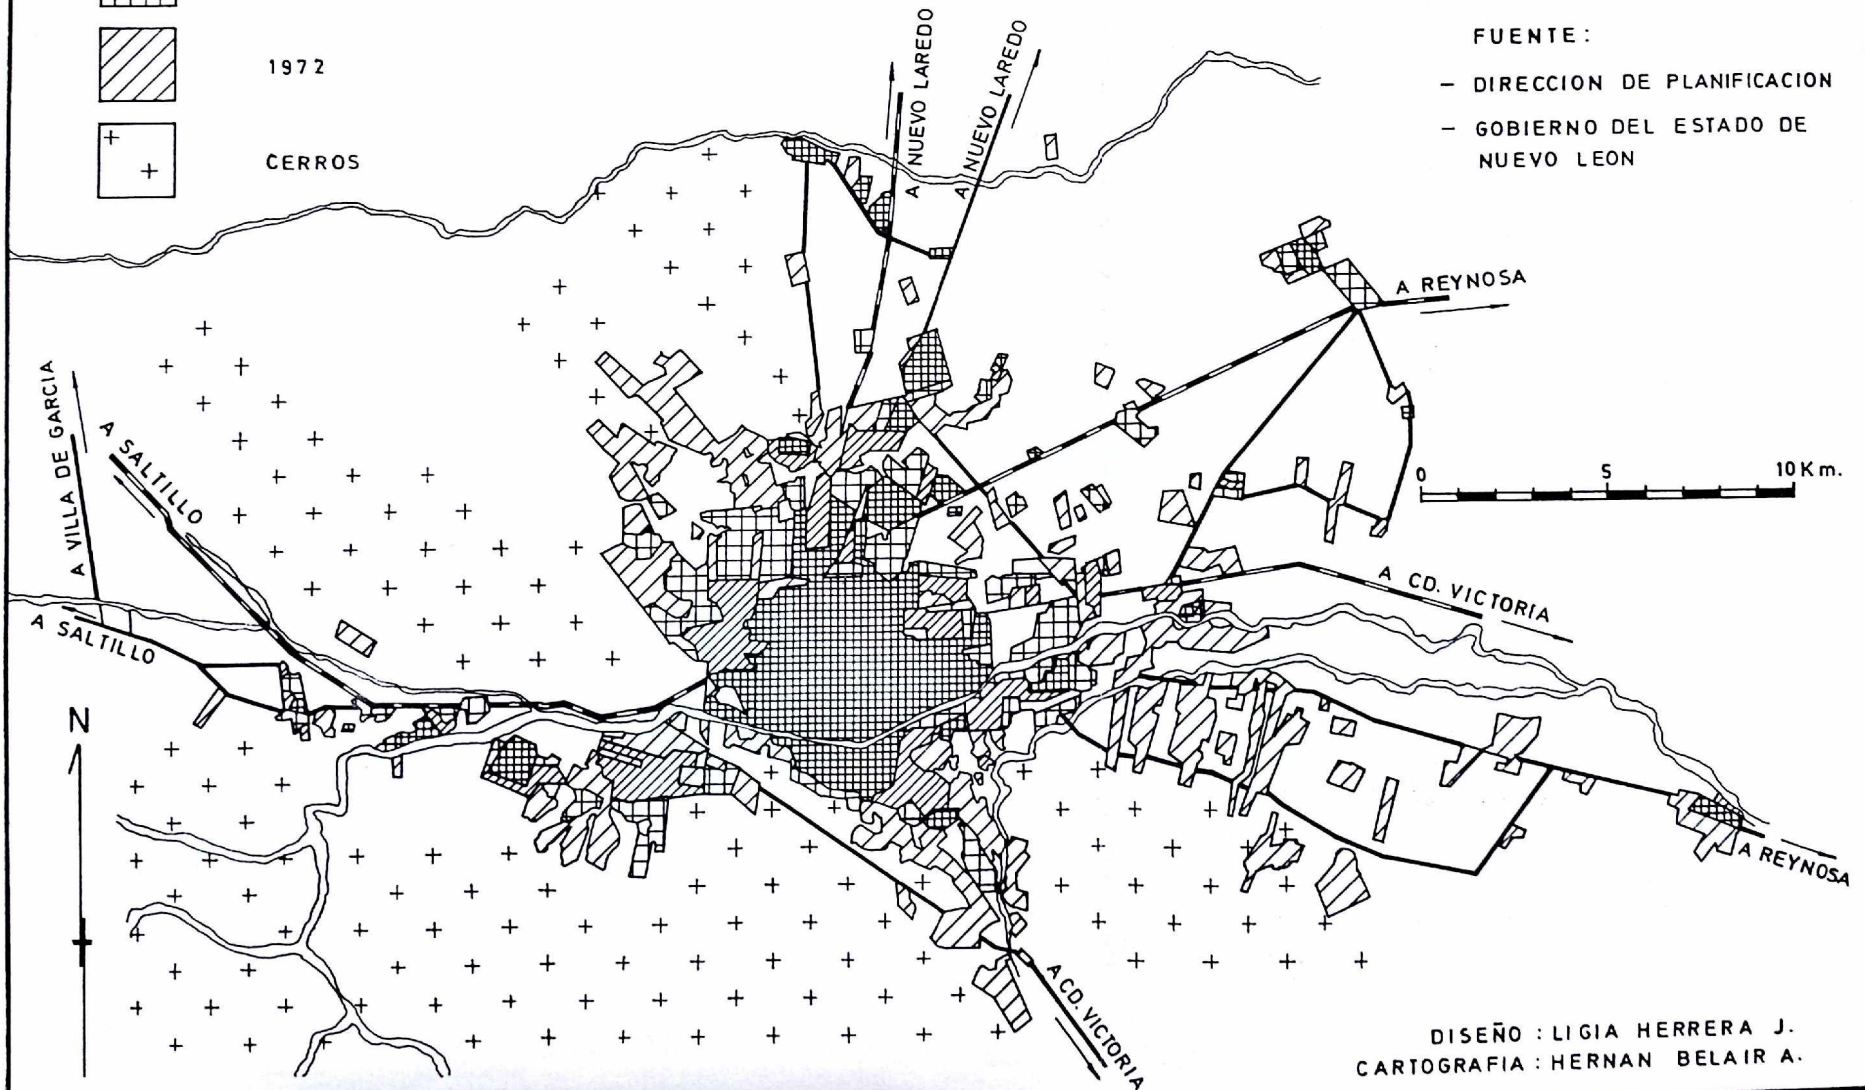 1972
CERROS
A NUEVO LAREDO
A NUEVO LAREDO
FUENTE:
- DIRECCION DE PLANIFICACION
- GOBIERNO DEL ESTADO DE
NUEVO LEON
A REYNOSA
A VILLA DE GARCIA
A SALTILLO
0 5 10 Km.
A CD. VICTORIA
A SALTILLO
N
A REYNOSA
A CD. VICTORIA
DISEÑO : LIGIA HERRERA J.
CARTOGRAFIA : HERNAN BELAIR A.